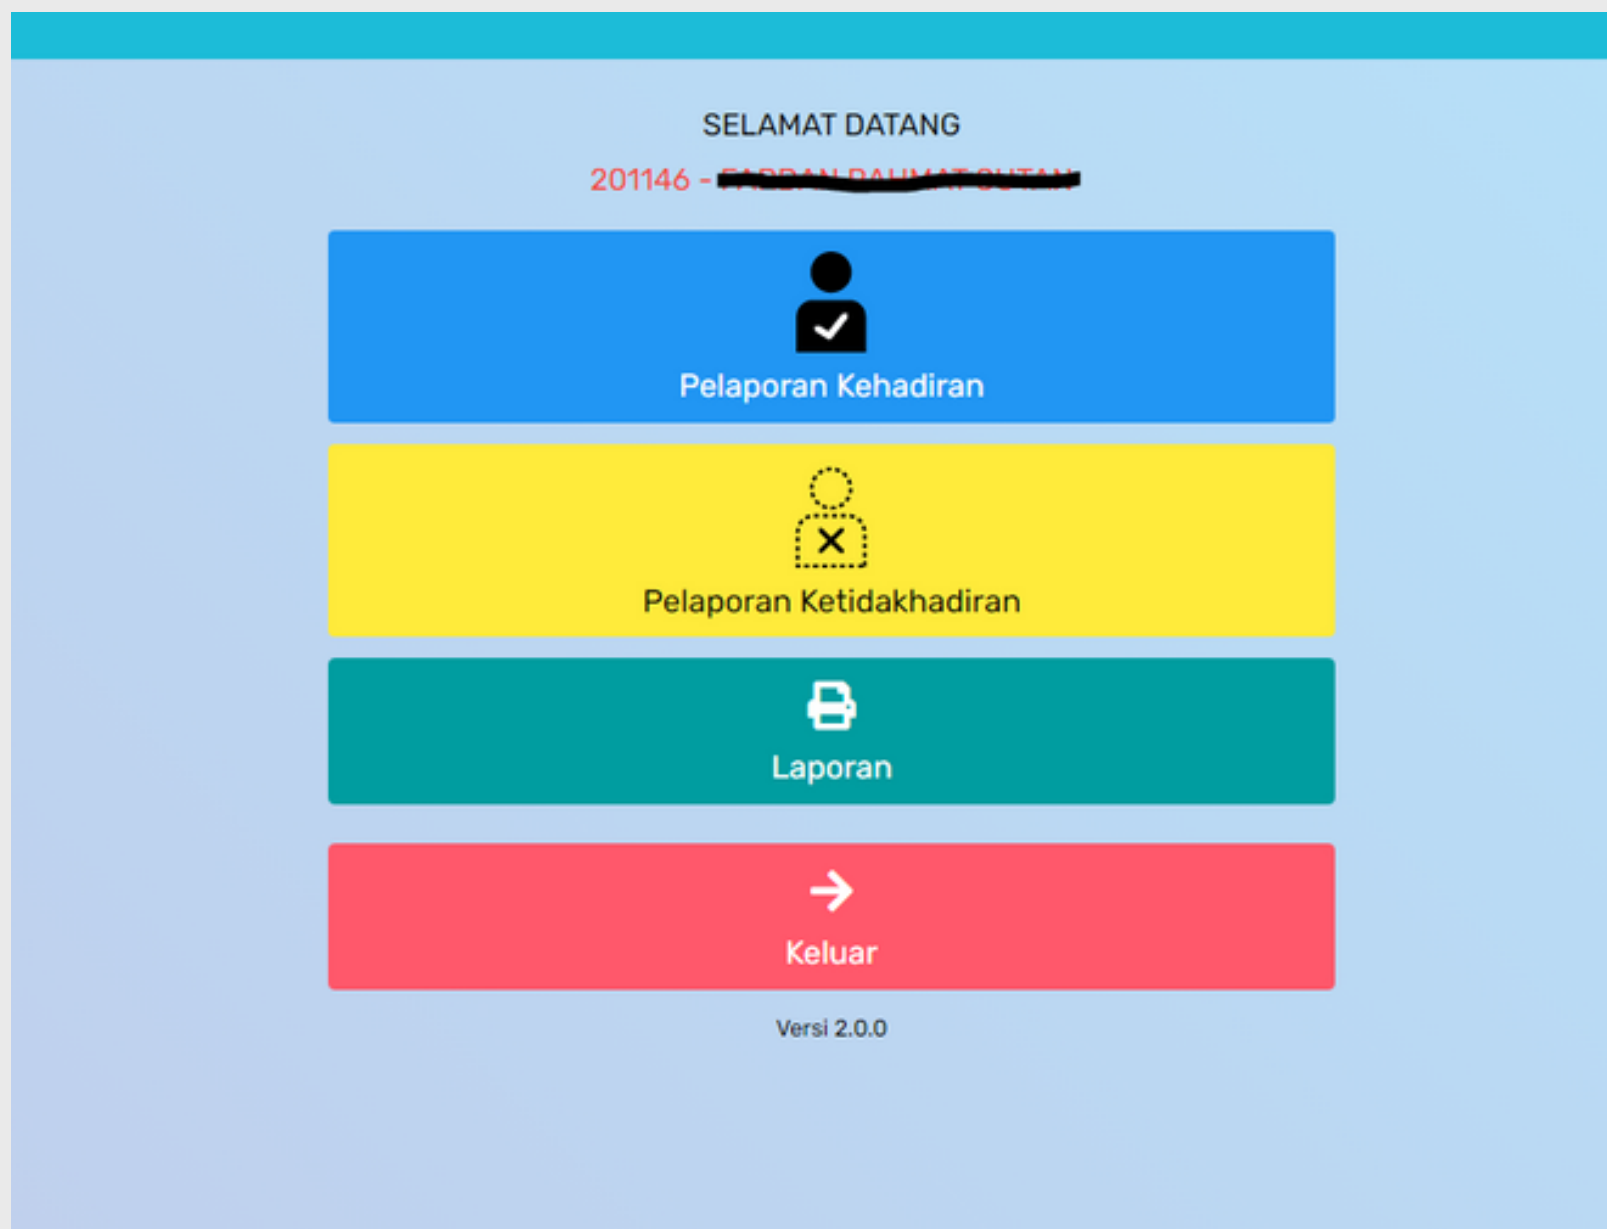 SELAMAT DATANG
201146 -
Pelaporan Kehadiran
Pelaporan Ketidakhadiran
Laporan
Keluar
Versi 2.0.0